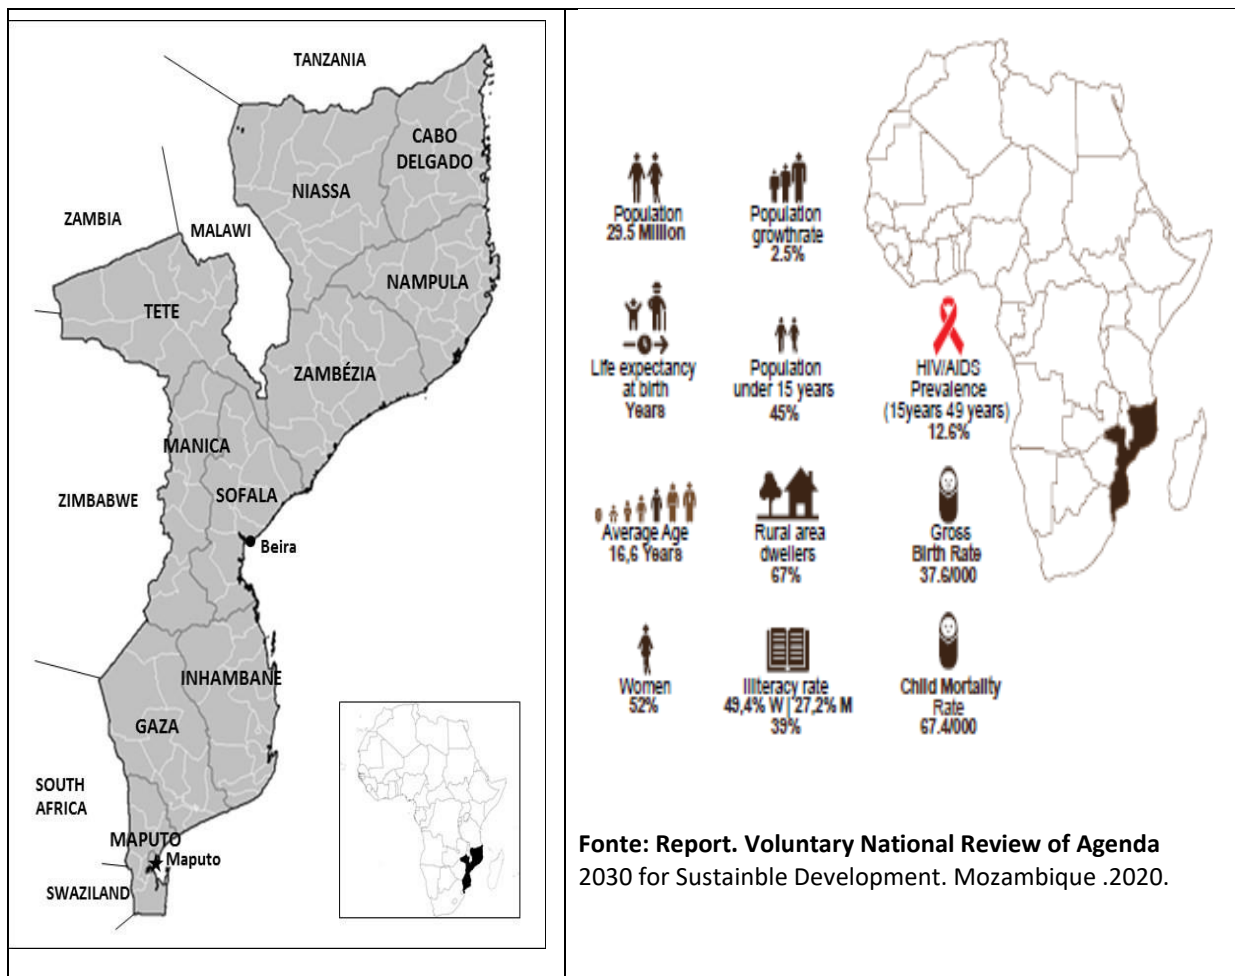 TANZANIA
CABO
DELGADO
NIASSA
ZAMBIA
MALAWI
NAMPULA
TETE
ZAMBÉZIA
MANICA
ZIMBABWE
SOFALA
Beira
INHAMBANE
GAZA
SOUTH
AFRICA
MAPUTO
Maputo
SWAZILAND
Population
29.5 Million
Population
growthrate
2.5%
Life expectancy
at birth
Years
Population
under 15 years
45%
HIV/AIDS
Prevalence
(15years 49 years)
12.6%
Average Age
16,6 Years
Rural area
dwellers
67%
Gross
Birth Rate
37.6/000
Women
52%
Illiteracy rate
49,4% W | 27,2% M
39%
Child Mortality
Rate
67.4/000
Fonte: Report. Voluntary National Review of Agenda
2030 for Sustainble Development. Mozambique .2020.